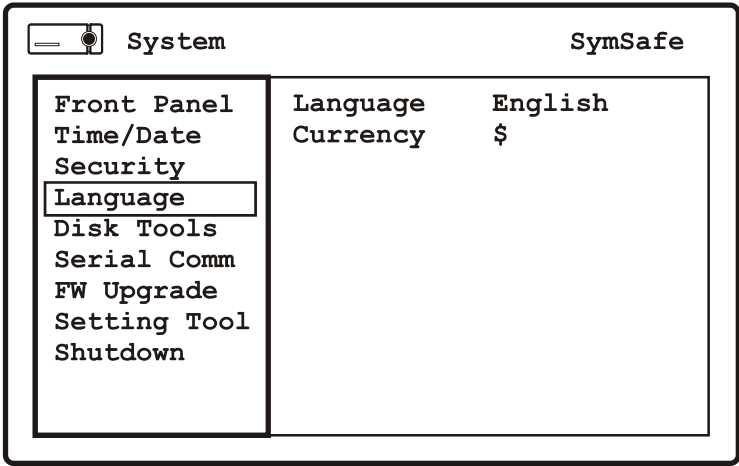 System SymSafe
Front Panel
Time/Date
Security
Language
Disk Tools
Serial Comm
FW Upgrade
Setting Tool
Shutdown
Language English
Currency $